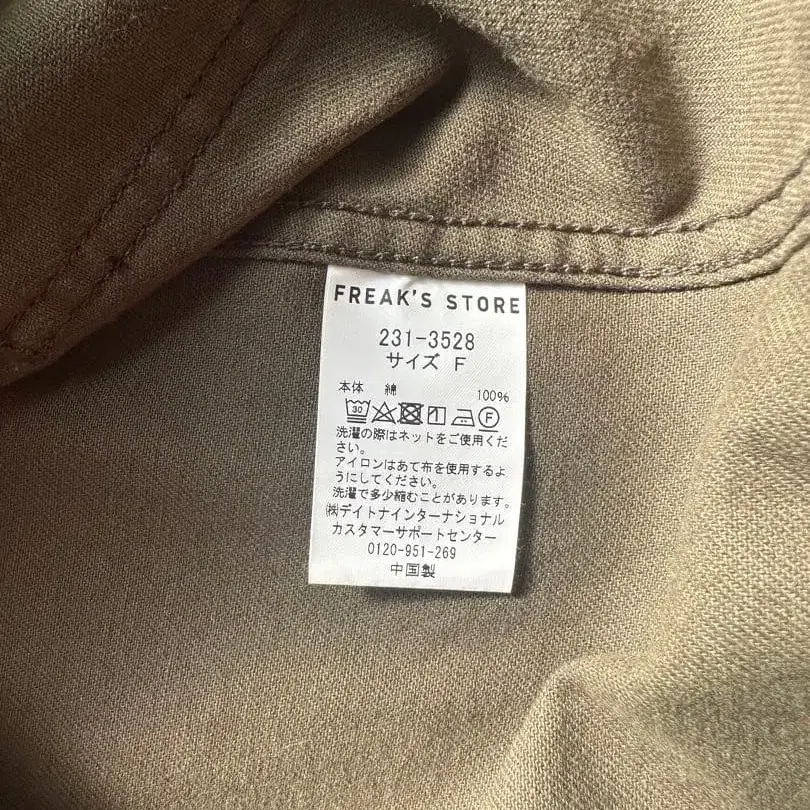 FREAK'S STORE
231-3528
サイズ F
本体 綿 100%
30 F
洗濯の際はネットをご使用くだ
さい。
アイロンはあて布を使用するよ
うにしてください。
洗濯で多少縮むことがあります。
㈱デイトナインターナショナル
カスタマーサポートセンター
0120-951-269
中国製